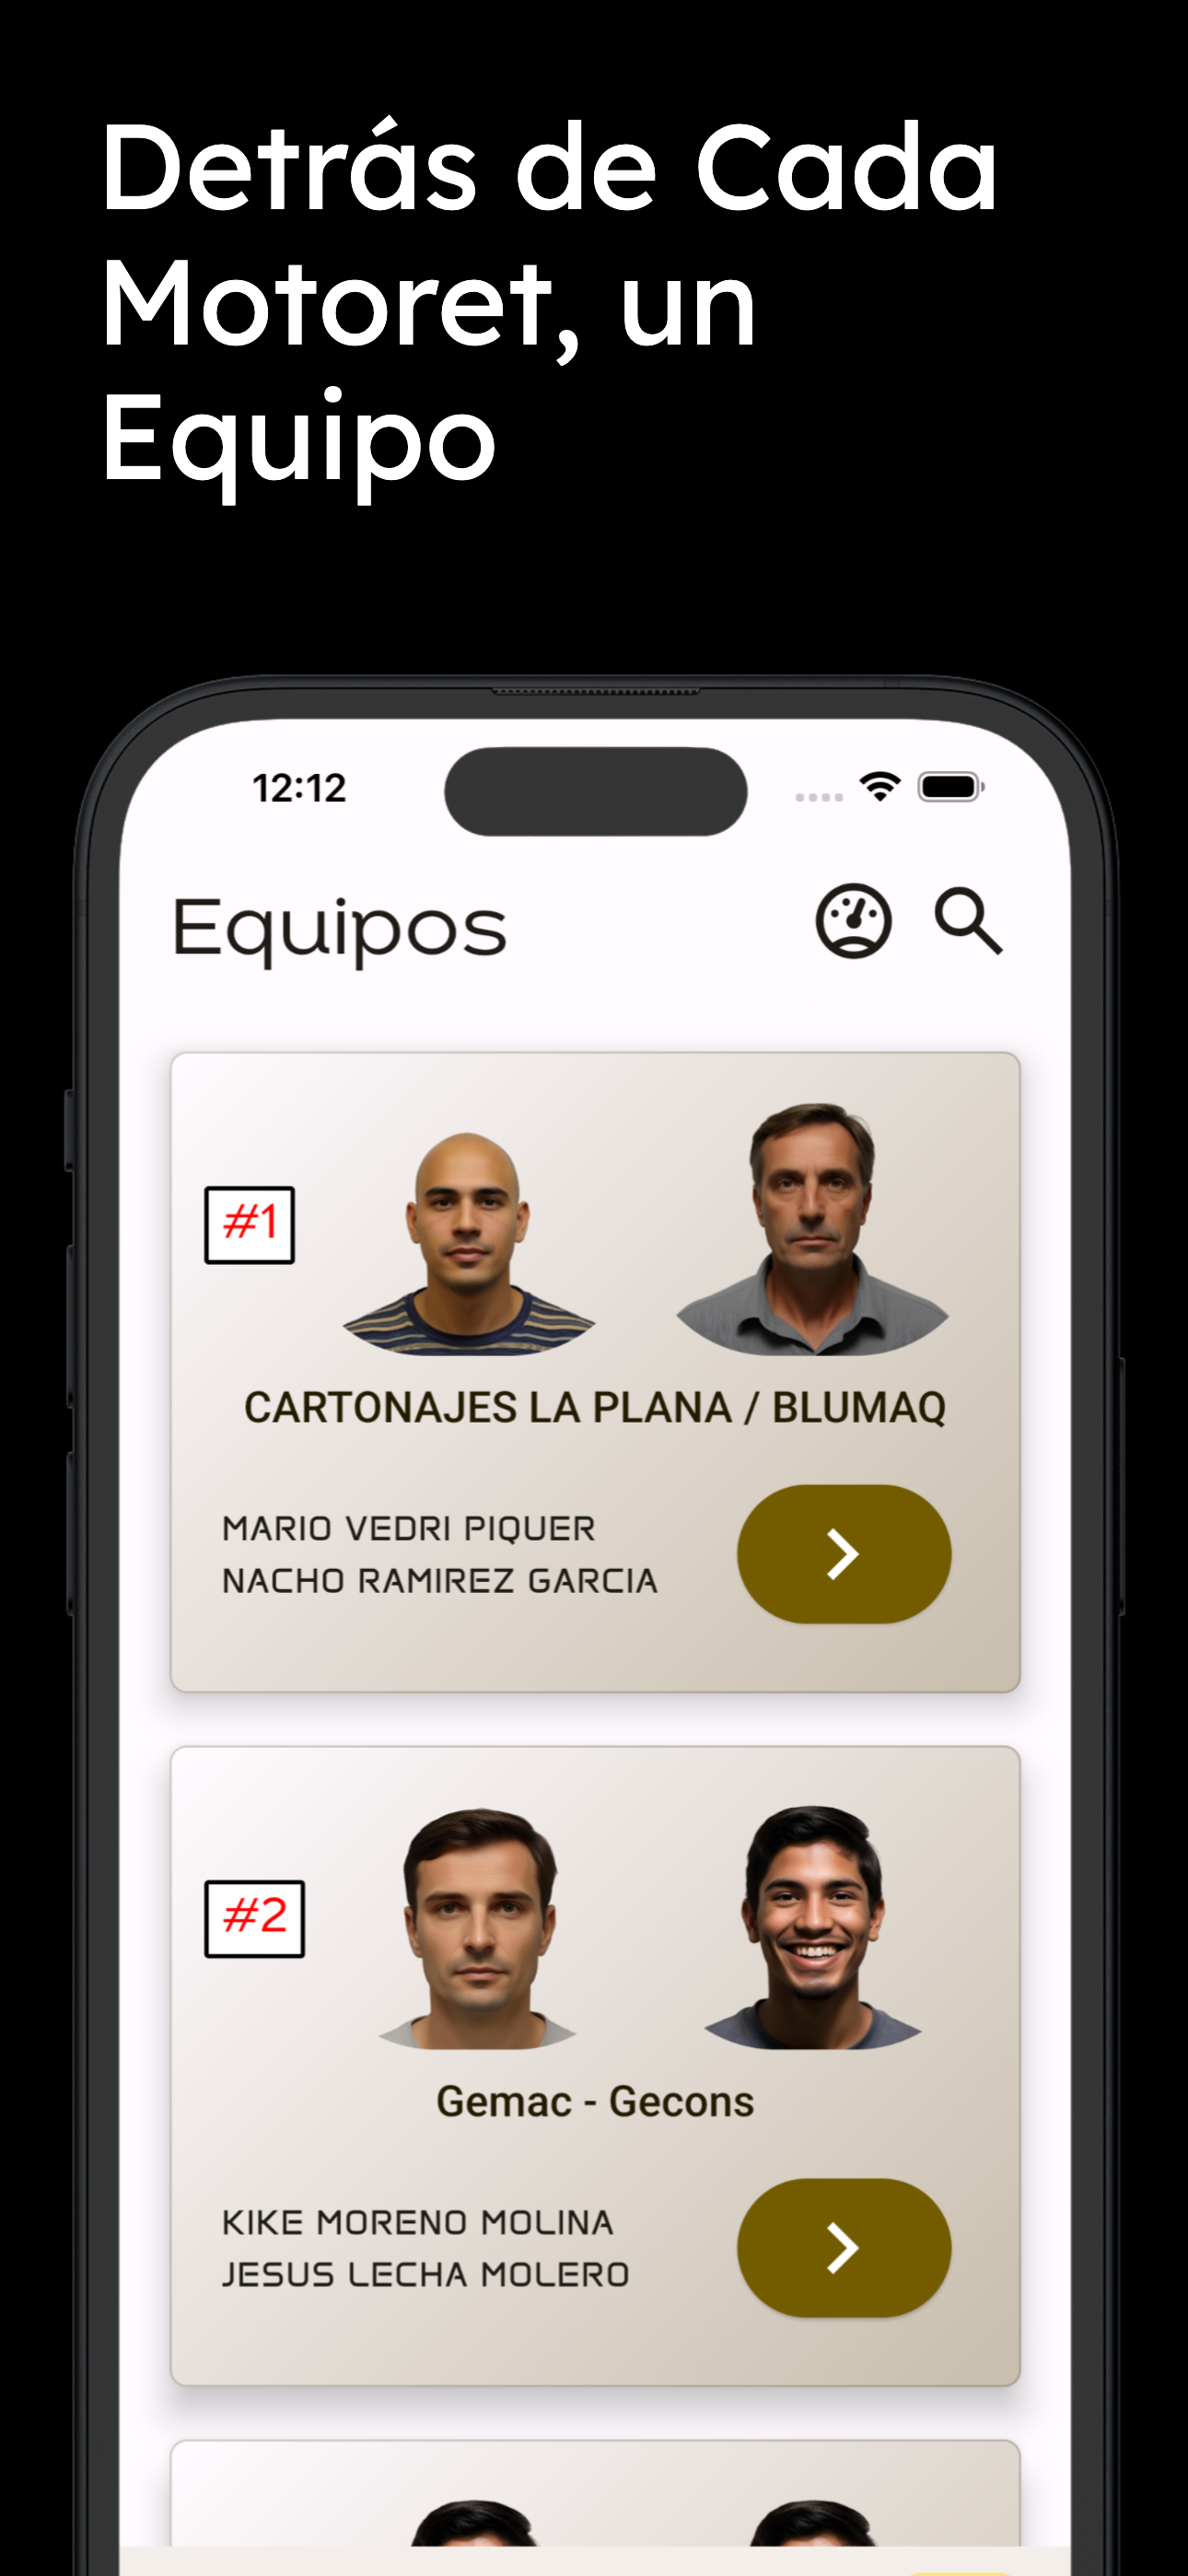 Detrás de Cada
Motoret, un
Equipo
12:12
Equipos
#1
CARTONAJES LA PLANA / BLUMAQ
MARIO VEDRI PIQUER
NACHO RAMIREZ GARCIA
#2
Gemac - Gecons
KIKE MORENO MOLINA
JESUS LECHA MOLERO